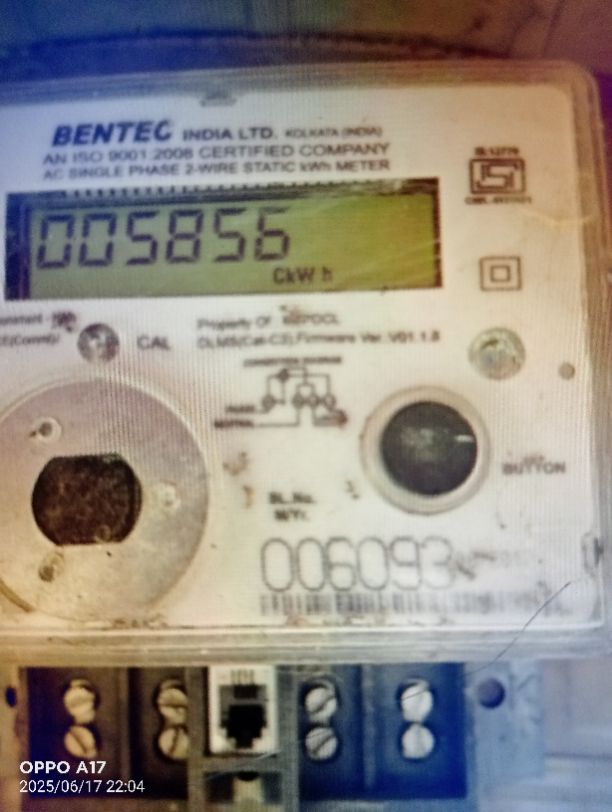 BENTEC INDIA LTD. KOLKATA (INDIA)
AN ISO 9001:2008 CERTIFIED COMPANY
AC SINGLE PHASE 2-WIRE STATIC kWh METER
005856
CkWh
CAL
Property Of
DLMS(Cat-C2) Firmware Ver. V01.1.8
BUTTON
SL.No.
M/Yr.
006093
OPPO A17
2025/06/17 22:04